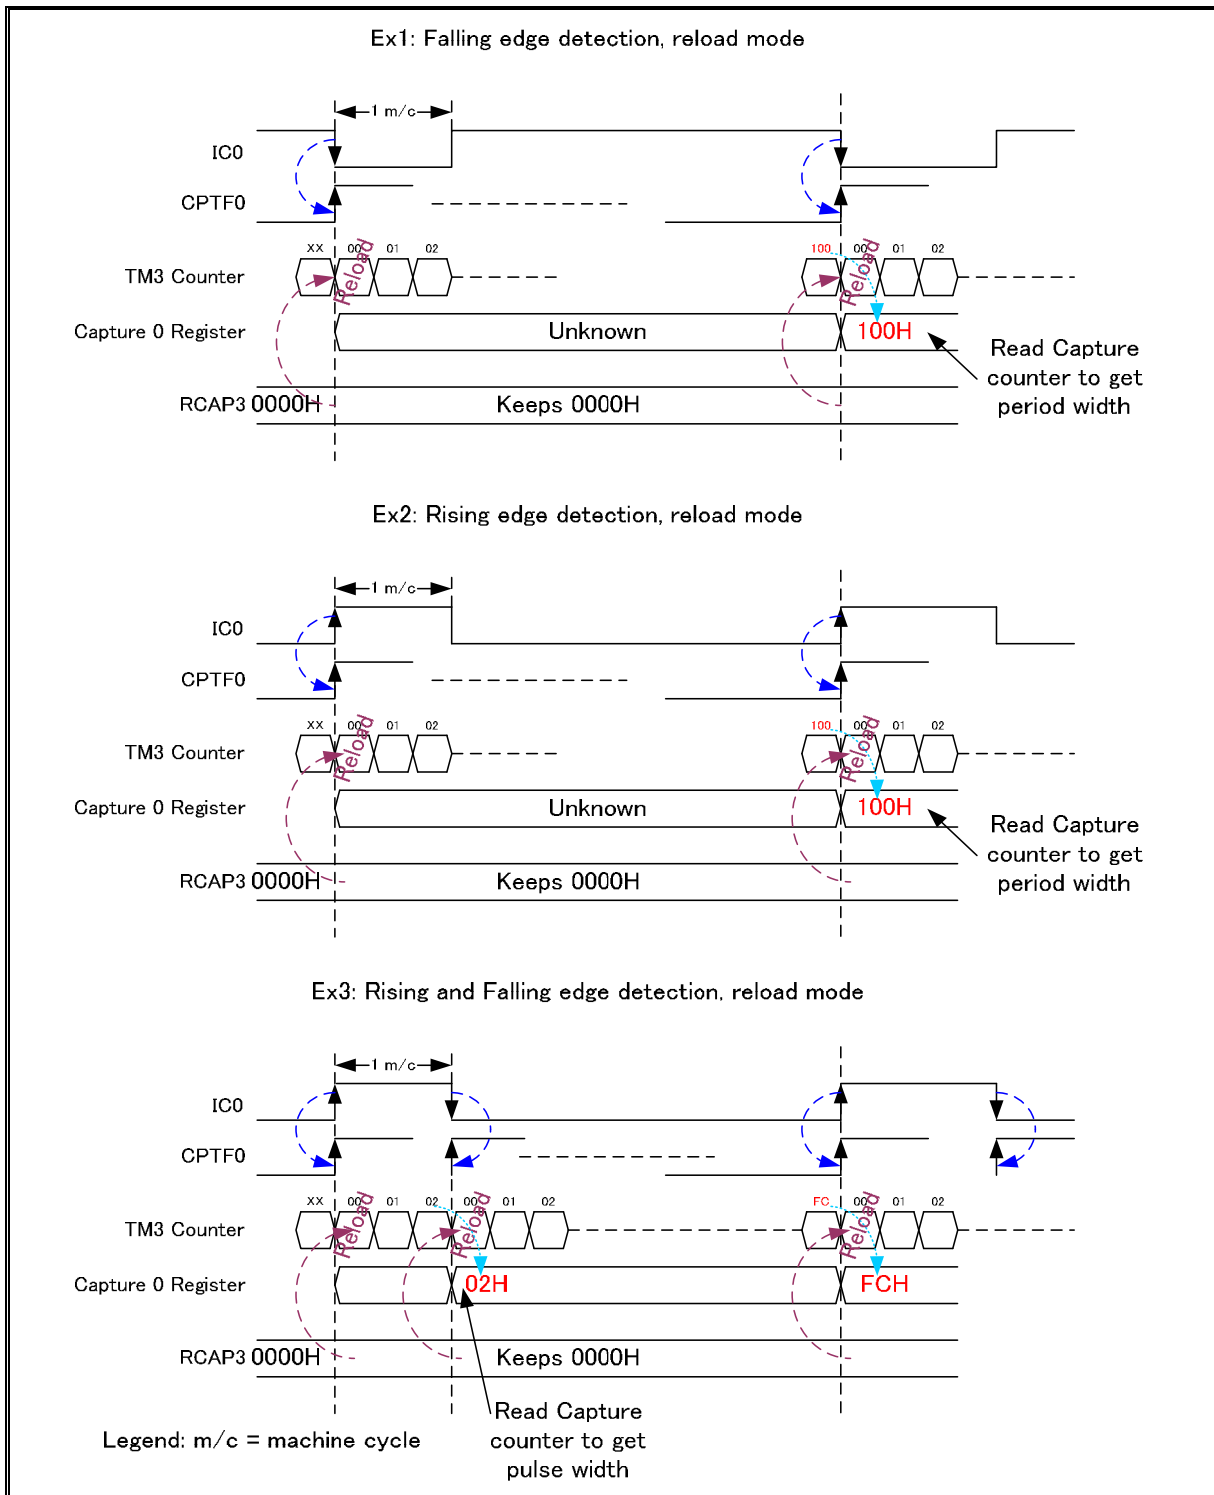 Ex1: Falling edge detection, reload mode
1 m/c
IC0
CPTF0
XX 00 01 02 100 00 01 02
TM3 Counter Reload Reload
Capture 0 Register Unknown 100H
Read Capture
counter to get
period width
RCAP3 0000H Keeps 0000H
Ex2: Rising edge detection, reload mode
1 m/c
IC0
CPTF0
XX 00 01 02 100 00 01 02
TM3 Counter Reload Reload
Capture 0 Register Unknown 100H
Read Capture
counter to get
period width
RCAP3 0000H Keeps 0000H
Ex3: Rising and Falling edge detection, reload mode
1 m/c
IC0
CPTF0
XX 00 01 02 00 01 02 FC 00 01 02
TM3 Counter Reload Reload Reload
Capture 0 Register 02H FCH
RCAP3 0000H Keeps 0000H
Read Capture
counter to get
pulse width
Legend: m/c = machine cycle